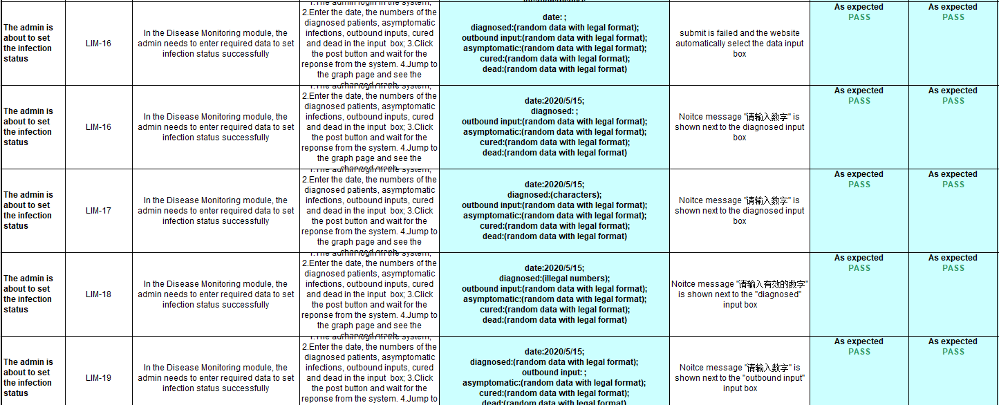 The admin is
about to set
the infection
status
LIM-16
In the Disease Monitoring module, the
admin needs to enter required data to set
infection status successfully
1.The admin login in the system;
2.Enter the date, the numbers of the
diagnosed patients, asymptomatic
infections, outbound inputs, cured
and dead in the input box; 3.Click
the post button and wait for the
reponse from the system. 4.Jump to
the graph page and see the
changed graph
date: ;
diagnosed:(random data with legal format);
outbound input:(random data with legal format);
asymptomatic:(random data with legal format);
cured:(random data with legal format);
dead:(random data with legal format)
submit is failed and the website
automatically select the data input
box
As expected
PASS
As expected
PASS
The admin is
about to set
the infection
status
LIM-16
In the Disease Monitoring module, the
admin needs to enter required data to set
infection status successfully
1.The admin login in the system;
2.Enter the date, the numbers of the
diagnosed patients, asymptomatic
infections, outbound inputs, cured
and dead in the input box; 3.Click
the post button and wait for the
reponse from the system. 4.Jump to
the graph page and see the
changed graph
date:2020/5/15;
diagnosed: ;
outbound input:(random data with legal format);
asymptomatic:(random data with legal format);
cured:(random data with legal format);
dead:(random data with legal format)
Noitce message "请输入数字" is
shown next to the diagnosed input
box
As expected
PASS
As expected
PASS
The admin is
about to set
the infection
status
LIM-17
In the Disease Monitoring module, the
admin needs to enter required data to set
infection status successfully
1.The admin login in the system;
2.Enter the date, the numbers of the
diagnosed patients, asymptomatic
infections, outbound inputs, cured
and dead in the input box; 3.Click
the post button and wait for the
reponse from the system. 4.Jump to
the graph page and see the
changed graph
date:2020/5/15;
diagnosed:(characters);
outbound input:(random data with legal format);
asymptomatic:(random data with legal format);
cured:(random data with legal format);
dead:(random data with legal format)
Noitce message "请输入数字" is
shown next to the diagnosed input
box
As expected
PASS
As expected
PASS
The admin is
about to set
the infection
status
LIM-18
In the Disease Monitoring module, the
admin needs to enter required data to set
infection status successfully
1.The admin login in the system;
2.Enter the date, the numbers of the
diagnosed patients, asymptomatic
infections, outbound inputs, cured
and dead in the input box; 3.Click
the post button and wait for the
reponse from the system. 4.Jump to
the graph page and see the
changed graph
date:2020/5/15;
diagnosed:(illegal numbers);
outbound input:(random data with legal format);
asymptomatic:(random data with legal format);
cured:(random data with legal format);
dead:(random data with legal format)
Noitce message "请输入有效的数字"
is shown next to the "diagnosed"
input box
As expected
PASS
As expected
PASS
The admin is
about to set
the infection
status
LIM-19
In the Disease Monitoring module, the
admin needs to enter required data to set
infection status successfully
1.The admin login in the system;
2.Enter the date, the numbers of the
diagnosed patients, asymptomatic
infections, outbound inputs, cured
and dead in the input box; 3.Click
the post button and wait for the
reponse from the system. 4.Jump to
date:2020/5/15;
diagnosed:(random data with legal format);
outbound input: ;
asymptomatic:(random data with legal format);
cured:(random data with legal format);
dead:(random data with legal format)
Noitce message "请输入数字" is
shown next to the "outbound input"
box
As expected
PASS
As expected
PASS